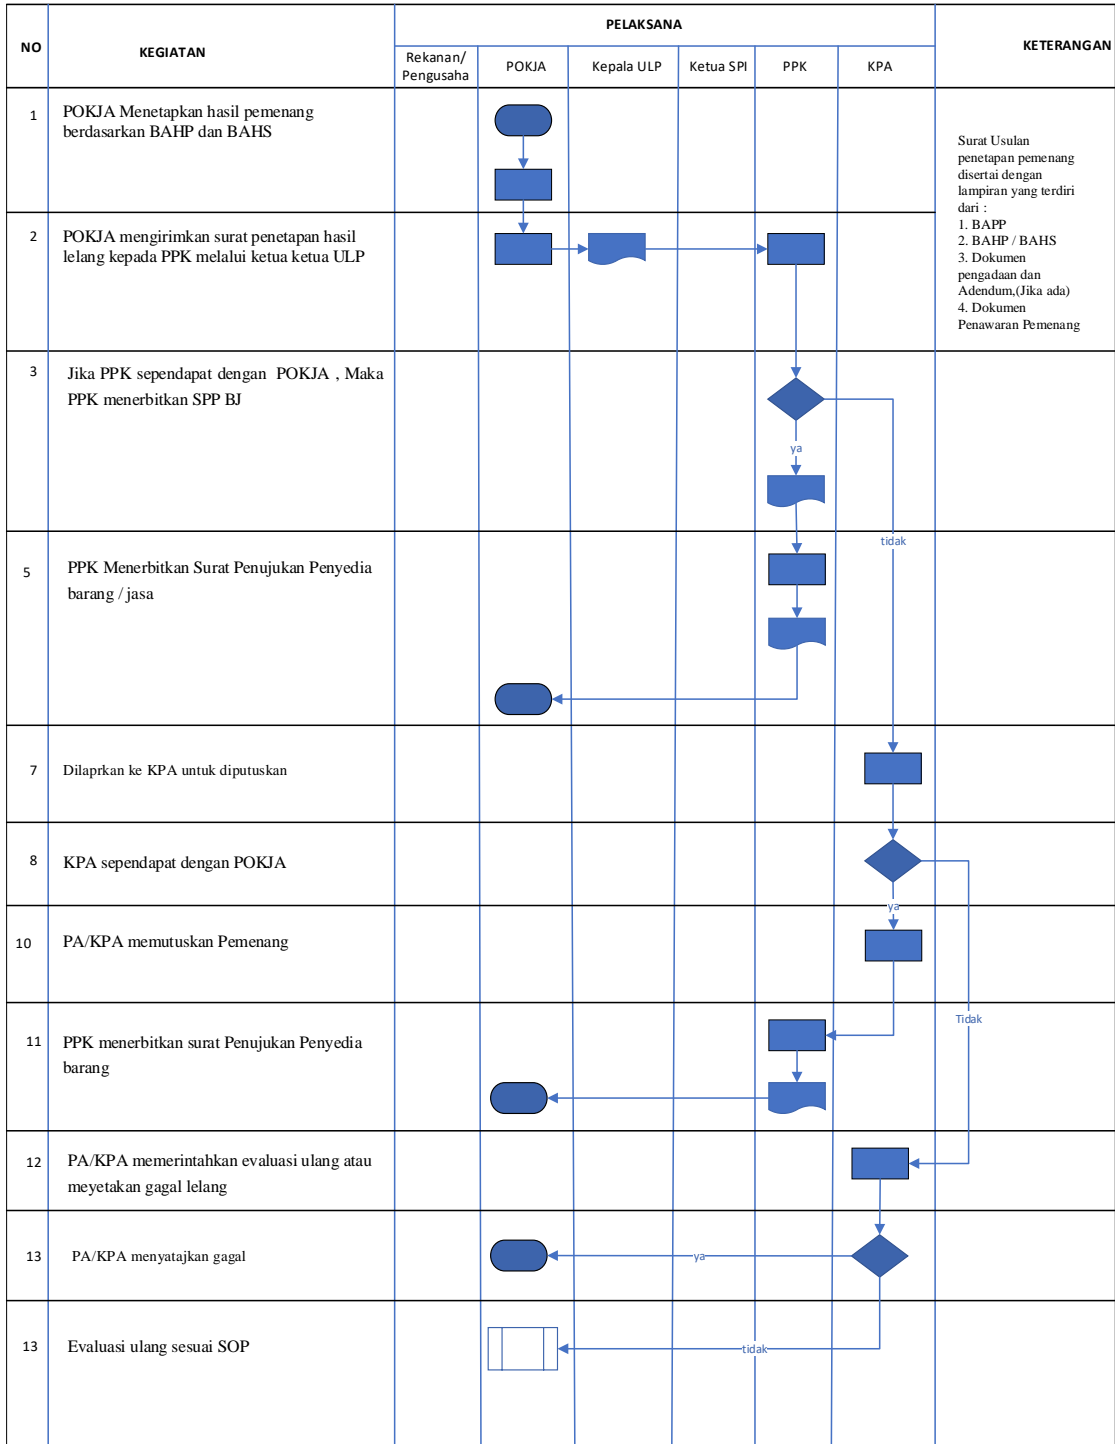 NO
KEGIATAN
PELAKSANA
KETERANGAN
Rekanan/
Pengusaha
POKJA
Kepala ULP
Ketua SPI
PPK
KPA
1
POKJA Menetapkan hasil pemenang
berdasarkan BAHP dan BAHS
Surat Usulan
penetapan pemenang
disertai dengan
lampiran yang terdiri
dari :
1. BAPP
2. BAHP / BAHS
3. Dokumen
pengadaan dan
Adendum,(Jika ada)
4. Dokumen
Penawaran Pemenang
2
POKJA mengirimkan surat penetapan hasil
lelang kepada PPK melalui ketua ketua ULP
3
Jika PPK sependapat dengan POKJA , Maka
PPK menerbitkan SPP BJ
ya
tidak
5
PPK Menerbitkan Surat Penujukan Penyedia
barang / jasa
7
Dilaprkan ke KPA untuk diputuskan
8
KPA sependapat dengan POKJA
ya
10
PA/KPA memutuskan Pemenang
Tidak
11
PPK menerbitkan surat Penujukan Penyedia
barang
12
PA/KPA memerintahkan evaluasi ulang atau
meyetakan gagal lelang
13
PA/KPA menyatajkan gagal
ya
13
Evaluasi ulang sesuai SOP
tidak